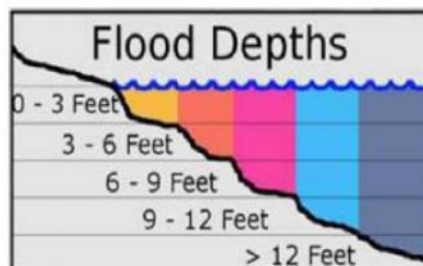 Flood Depths
0 - 3 Feet
3 - 6 Feet
6 - 9 Feet
9 - 12 Feet
> 12 Feet